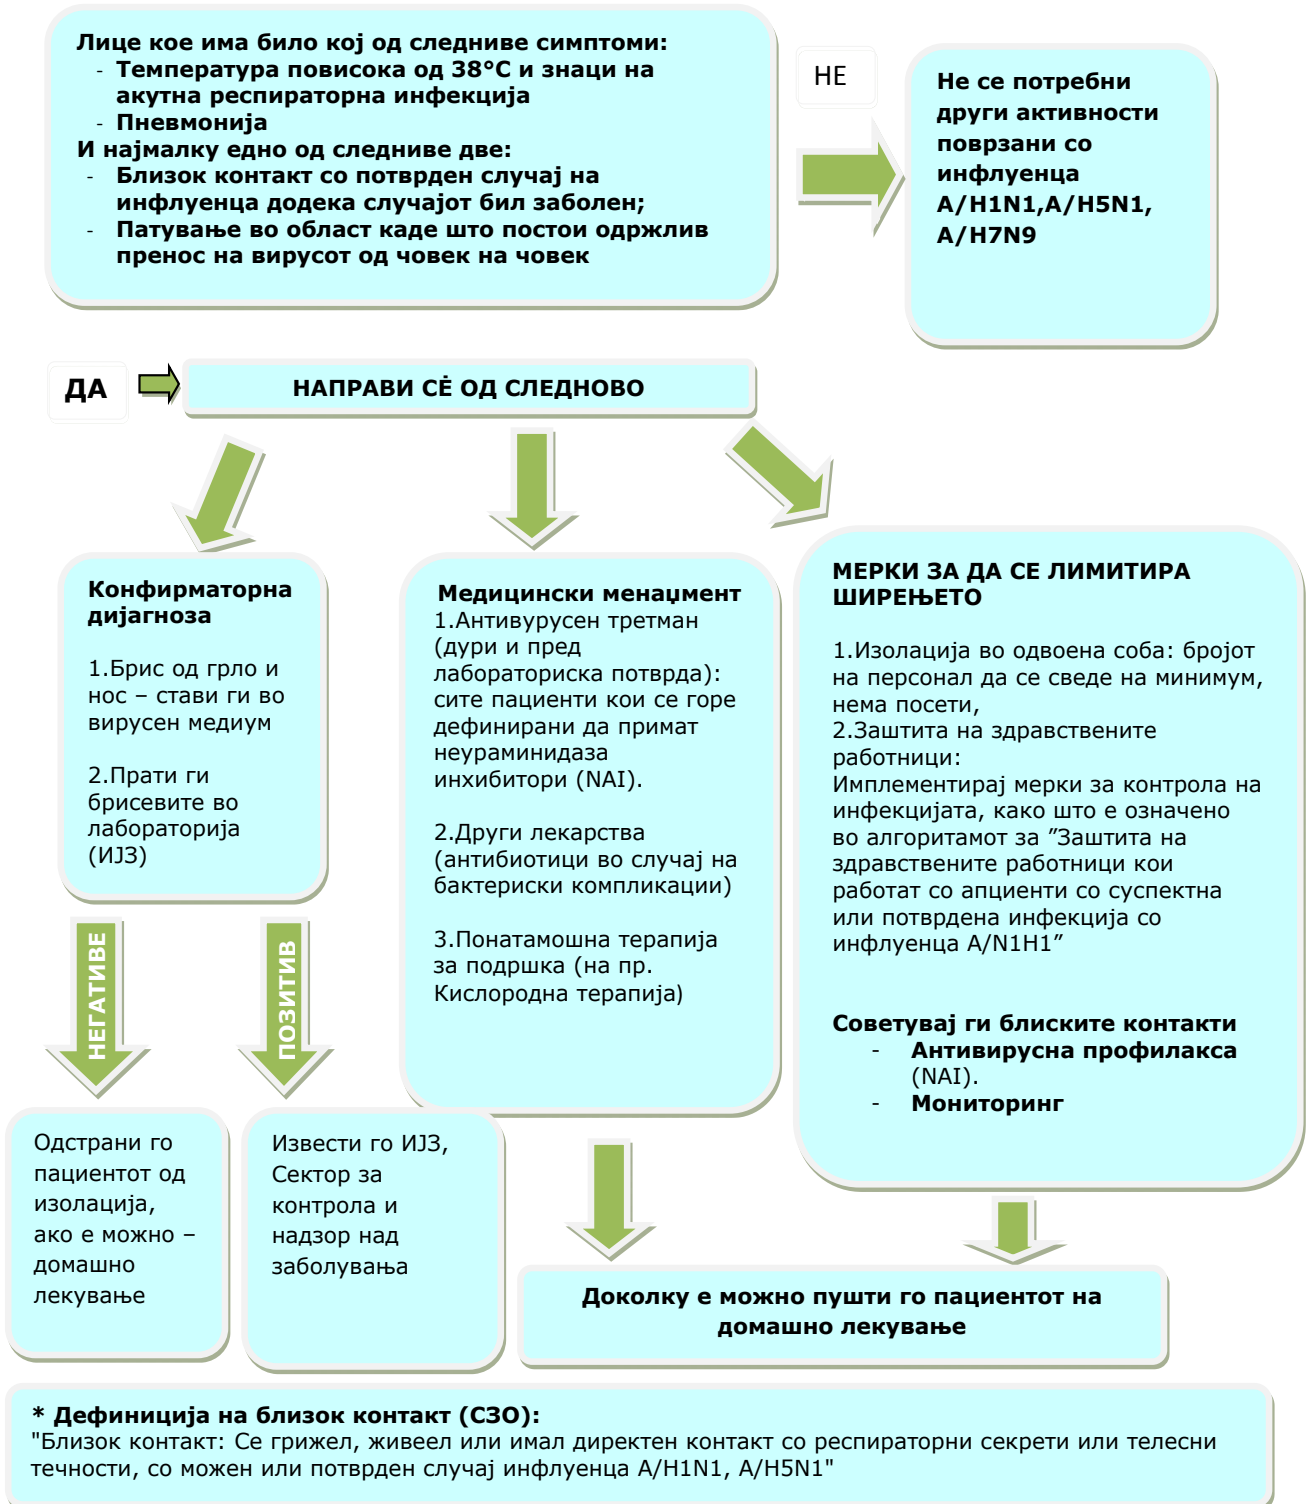 Лице кое има било кој од следниве симптоми:
- Температура повисока од 38°C и знаци на
акутна респираторна инфекција
- Пневмонија
И најмалку едно од следниве две:
- Близок контакт со потврден случај на
инфлуенца додека случајот бил заболен;
- Патување во област каде што постои одржлив
пренос на вирусот од човек на човек
НЕ
Не се потребни
други активности
поврзани со
инфлуенца
A/H1N1,A/H5N1,
A/H7N9
ДА
НАПРАВИ СЀ ОД СЛЕДНОВО
Конфирматорна
дијагноза
1.Брис од грло и
нос – стави ги во
вирусен медиум
2.Прати ги
брисевите во
лабораторија
(ИЈЗ)
НЕГАТИВЕ
ПОЗИТИВ
Одстрани го
пациентот од
изолација,
ако е можно –
домашно
лекување
Извести го ИЈЗ,
Сектор за
контрола и
надзор над
заболувања
Медицински менаџмент
1.Антивурусен третман
(дури и пред
лабораториска потврда):
сите пациенти кои се горе
дефинирани да примат
неураминидаза
инхибитори (NAI).
2.Други лекарства
(антибиотици во случај на
бактериски компликации)
3.Понатамошна терапија
за подршка (на пр.
Кислородна терапија)
МЕРКИ ЗА ДА СЕ ЛИМИТИРА
ШИРЕЊЕТО
1.Изолација во одвоена соба: бројот
на персонал да се сведе на минимум,
нема посети,
2.Заштита на здравствените
работници:
Имплементирај мерки за контрола на
инфекцијата, како што е означено
во алгоритамот за ”Заштита на
здравствените работници кои
работат со апциенти со суспектна
или потврдена инфекција со
инфлуенца A/N1H1”
Советувај ги блиските контакти
- Антивирусна профилакса
(NAI).
- Мониторинг
Доколку е можно пушти го пациентот на
домашно лекување
* Дефиниција на близок контакт (СЗО):
"Близок контакт: Се грижел, живеел или имал директен контакт со респираторни секрети или телесни
течности, со можен или потврден случај инфлуенца A/H1N1, A/H5N1"